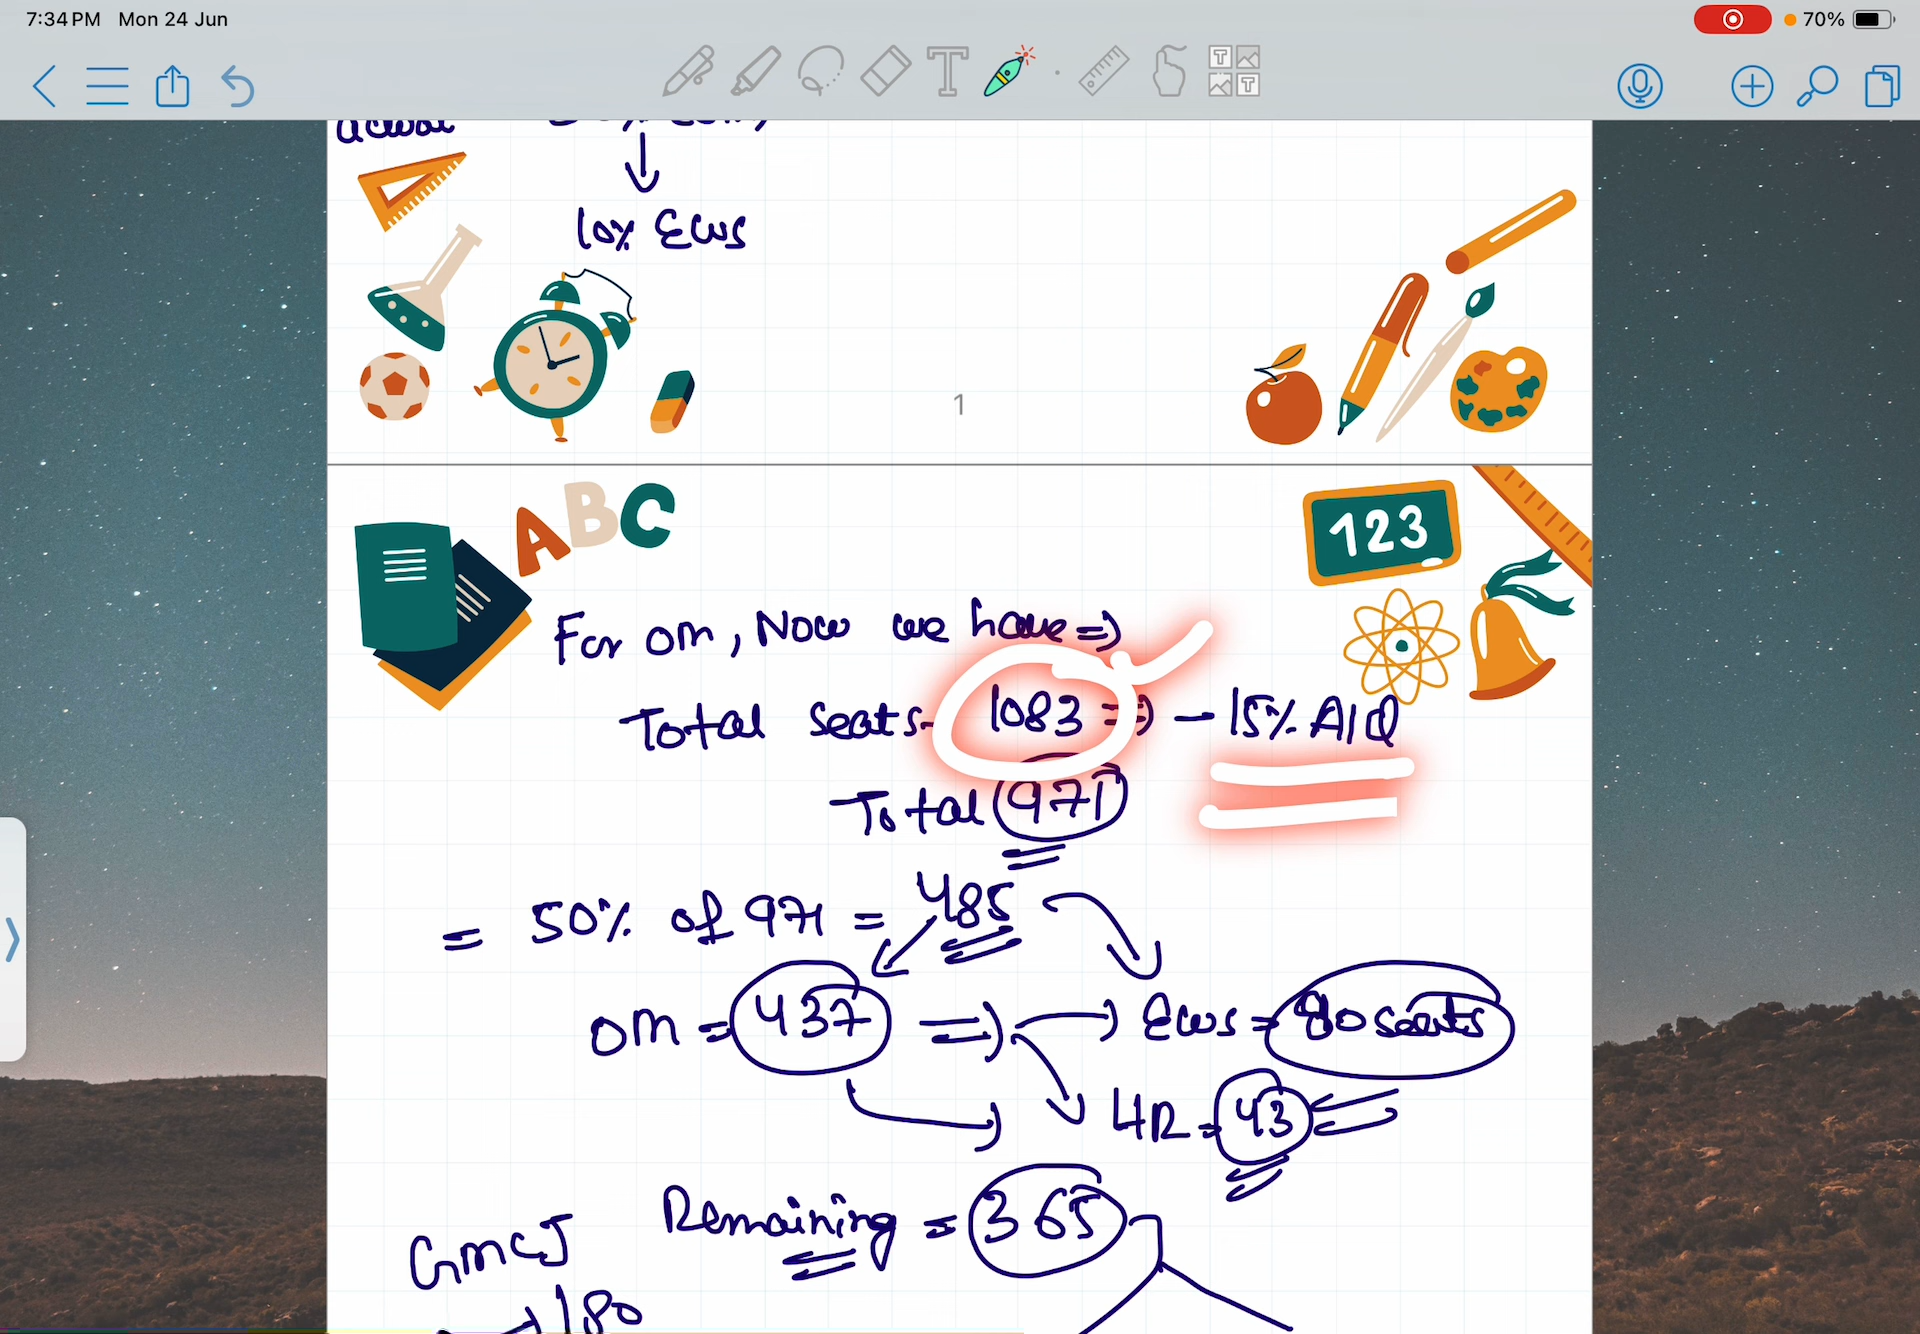 7:34 PM Mon 24 Jun
70%
10% EWS
1
ABC
123
For OM, Now we have =>
Total seats - 1083 => - 15% AIQ
Total 971
= 50% of 971 = 485
OM = 437 => EWS = 80 seats
HR = 43
Remaining = 365
GMCJ
180